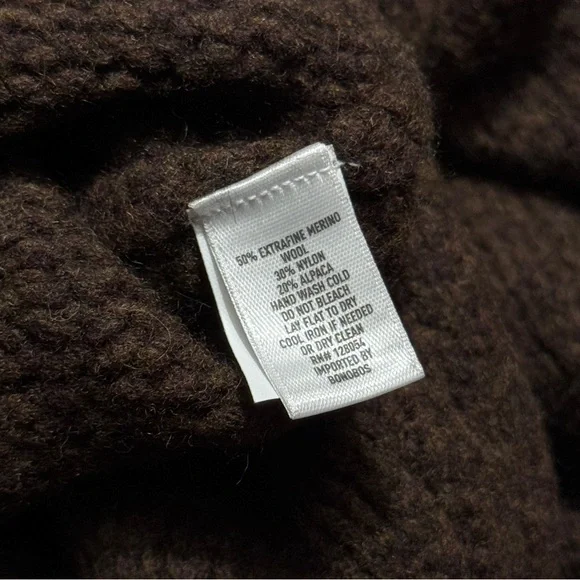 50% EXTRAFINE MERINO
WOOL
30% NYLON
20% ALPACA
HAND WASH COLD
DO NOT BLEACH
LAY FLAT TO DRY
COOL IRON IF NEEDED
OR DRY CLEAN
RN# 128054
IMPORTED BY
BONOBOS